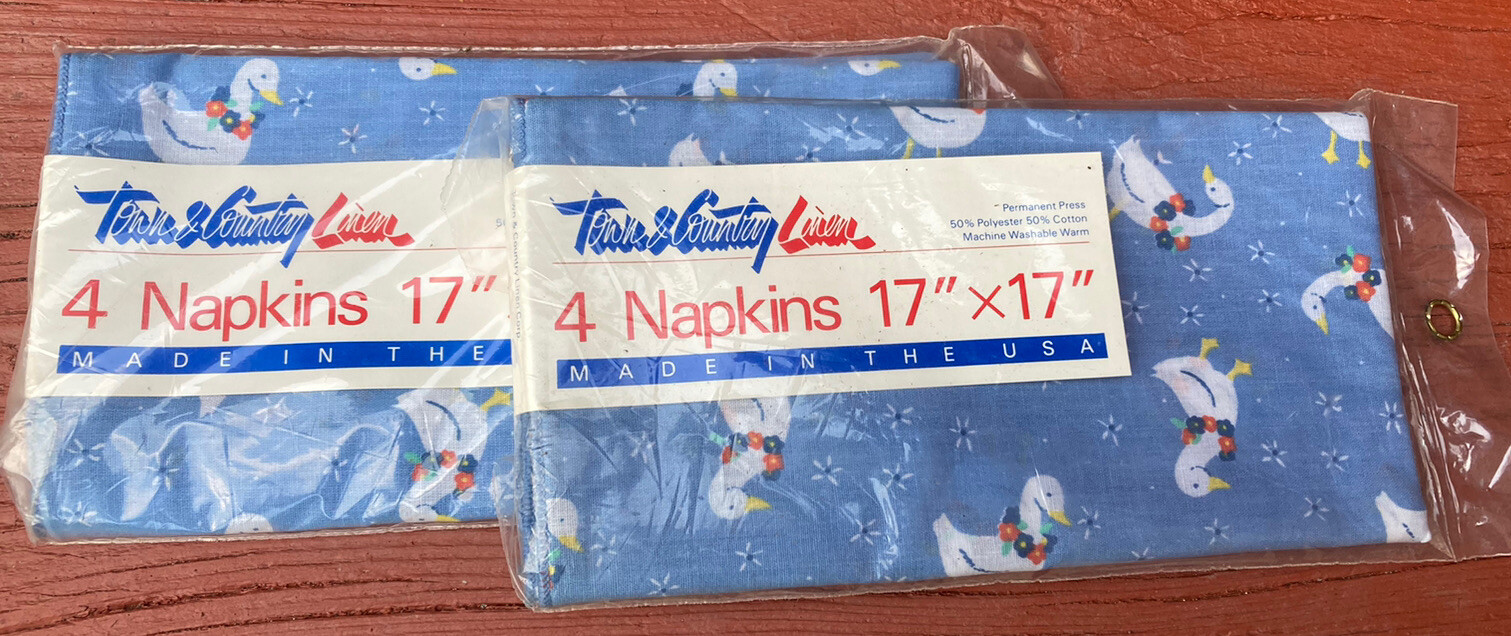 Town & Country Linen
4 Napkins 17"
MADE IN THE
Town & Country Linen
Permanent Press
50% Polyester 50% Cotton
Machine Washable Warm
4 Napkins 17" × 17"
MADE IN THE USA